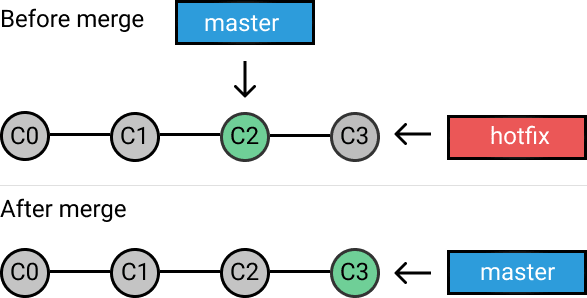 Before merge
master
C0 C1 C2 C3
hotfix
After merge
C0 C1 C2 C3
master